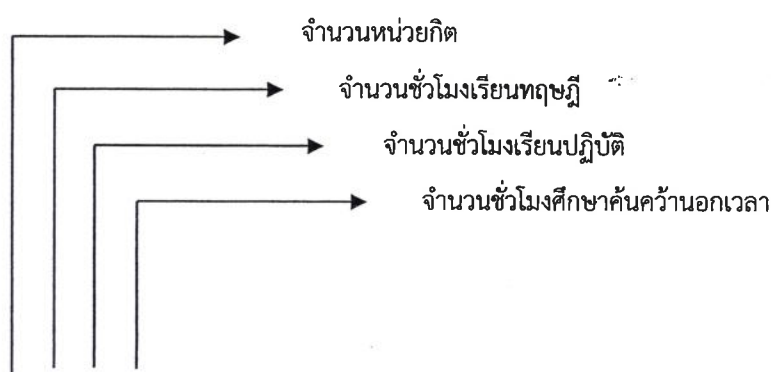 จำนวนหน่วยกิต
จำนวนชั่วโมงเรียนทฤษฎี
จำนวนชั่วโมงเรียนปฏิบัติ
จำนวนชั่วโมงศึกษาค้นคว้านอกเวลา